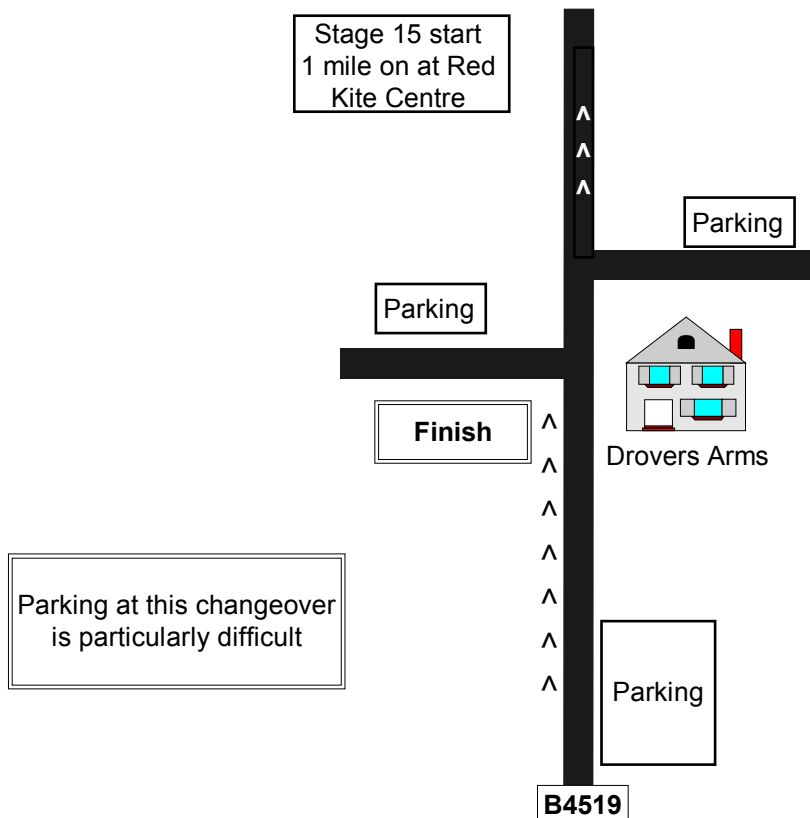 Stage 15 start
1 mile on at Red
Kite Centre
^
^
^
Parking
Parking
Finish
^
^
^
^
^
^
^
Drovers Arms
Parking at this changeover
is particularly difficult
Parking
B4519